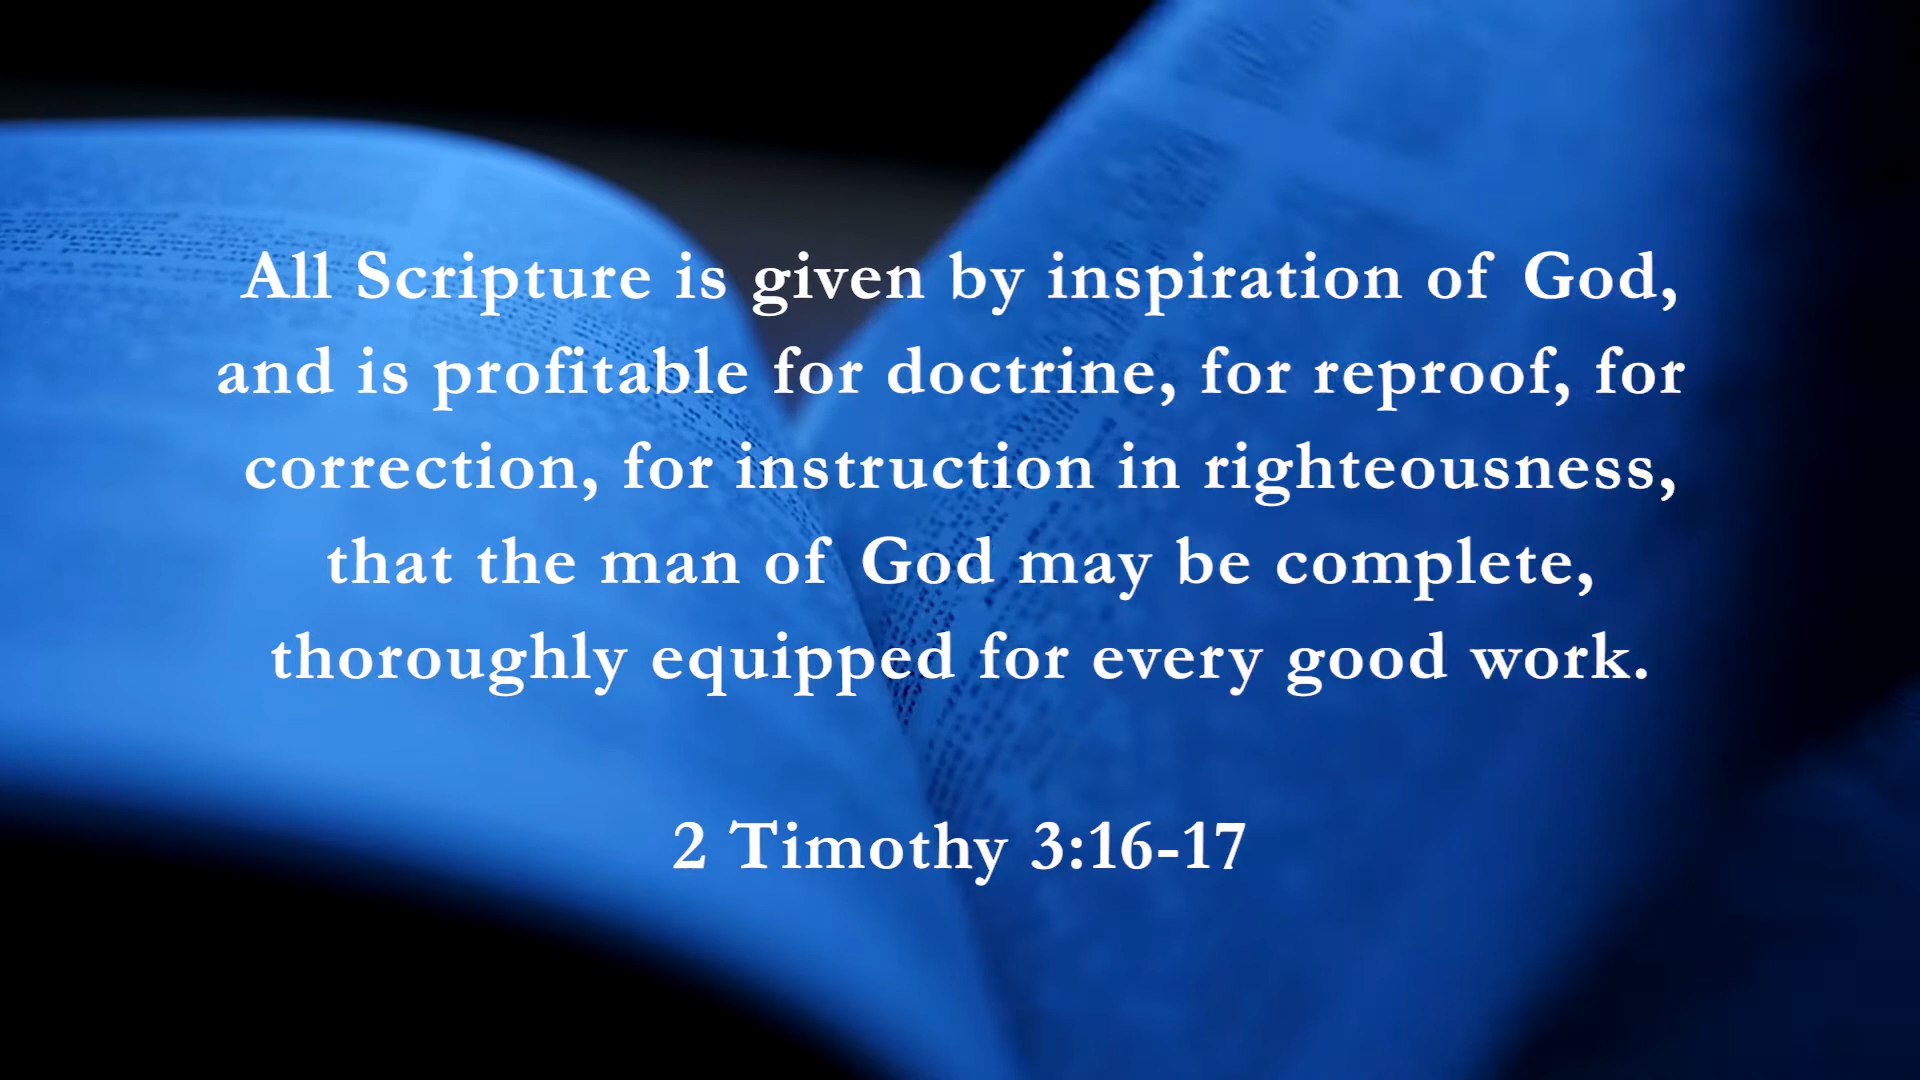 All Scripture is given by inspiration of God,
and is profitable for doctrine, for reproof, for
correction, for instruction in righteousness,
that the man of God may be complete,
thoroughly equipped for every good work.
2 Timothy 3:16-17